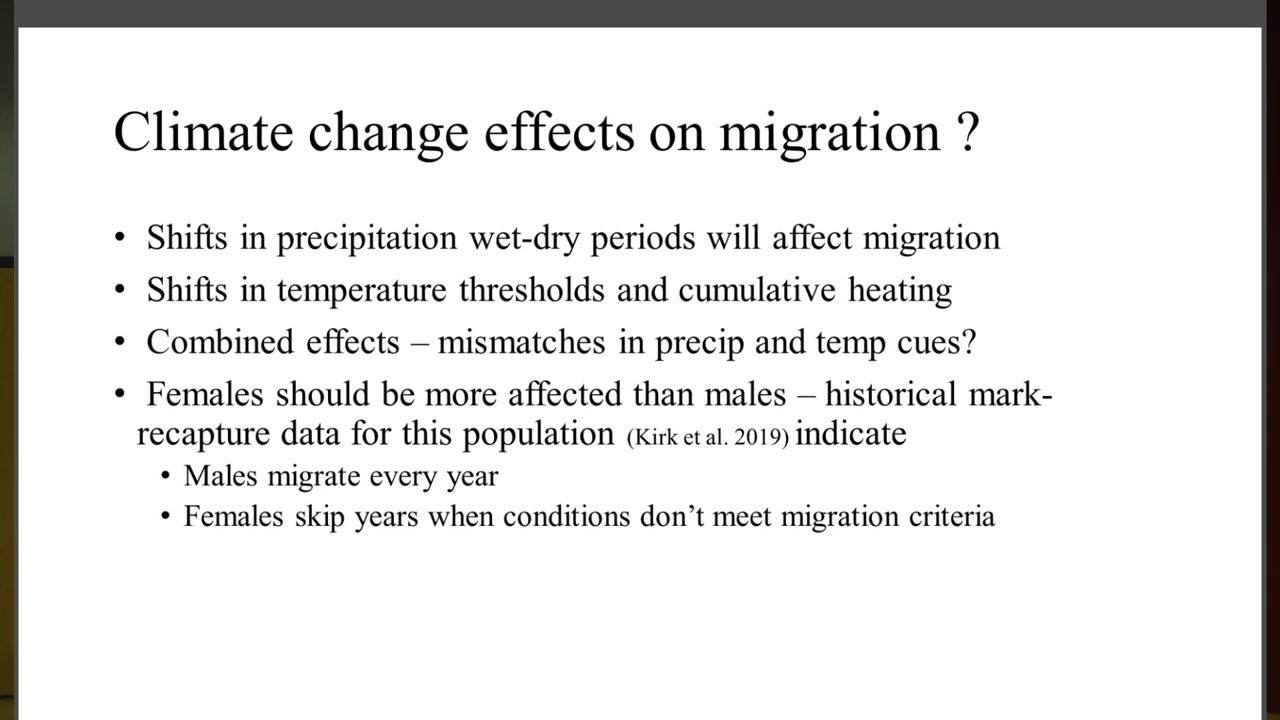 Climate change effects on migration ?
• Shifts in precipitation wet-dry periods will affect migration
• Shifts in temperature thresholds and cumulative heating
• Combined effects – mismatches in precip and temp cues?
• Females should be more affected than males – historical mark-
recapture data for this population (Kirk et al. 2019) indicate
• Males migrate every year
• Females skip years when conditions don’t meet migration criteria